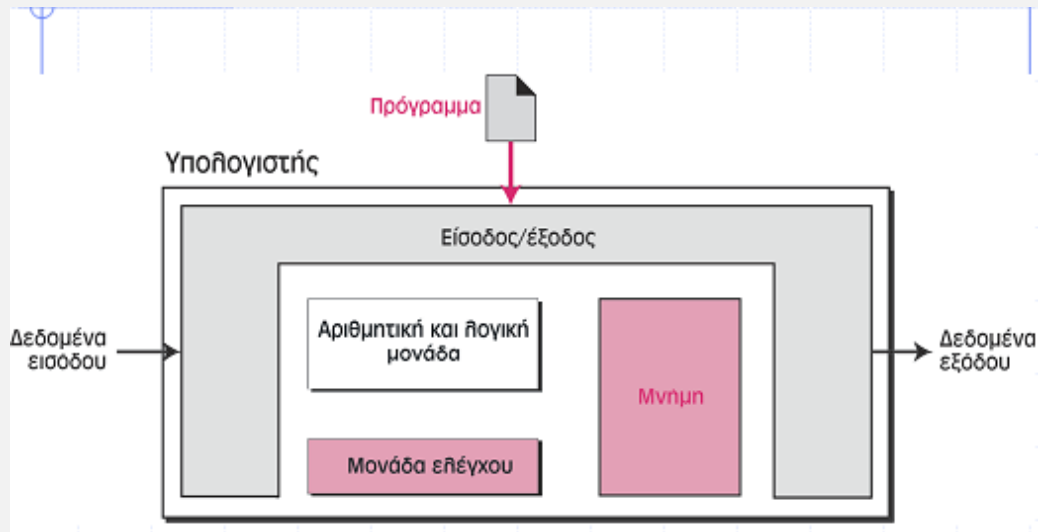 Πρόγραμμα
Υπολογιστής
Είσοδος/έξοδος
Αριθμητική και λογική
μονάδα
Μνήμη
Μονάδα ελέγχου
Δεδομένα
εισόδου
Δεδομένα
εξόδου